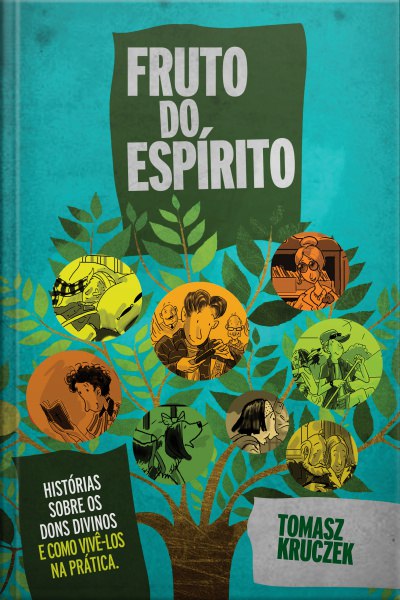 FRUTO
DO
ESPÍRITO
HISTÓRIAS
SOBRE OS
DONS DIVINOS
E COMO VIVÊ-LOS
NA PRÁTICA.
TOMASZ
KRUCZEK